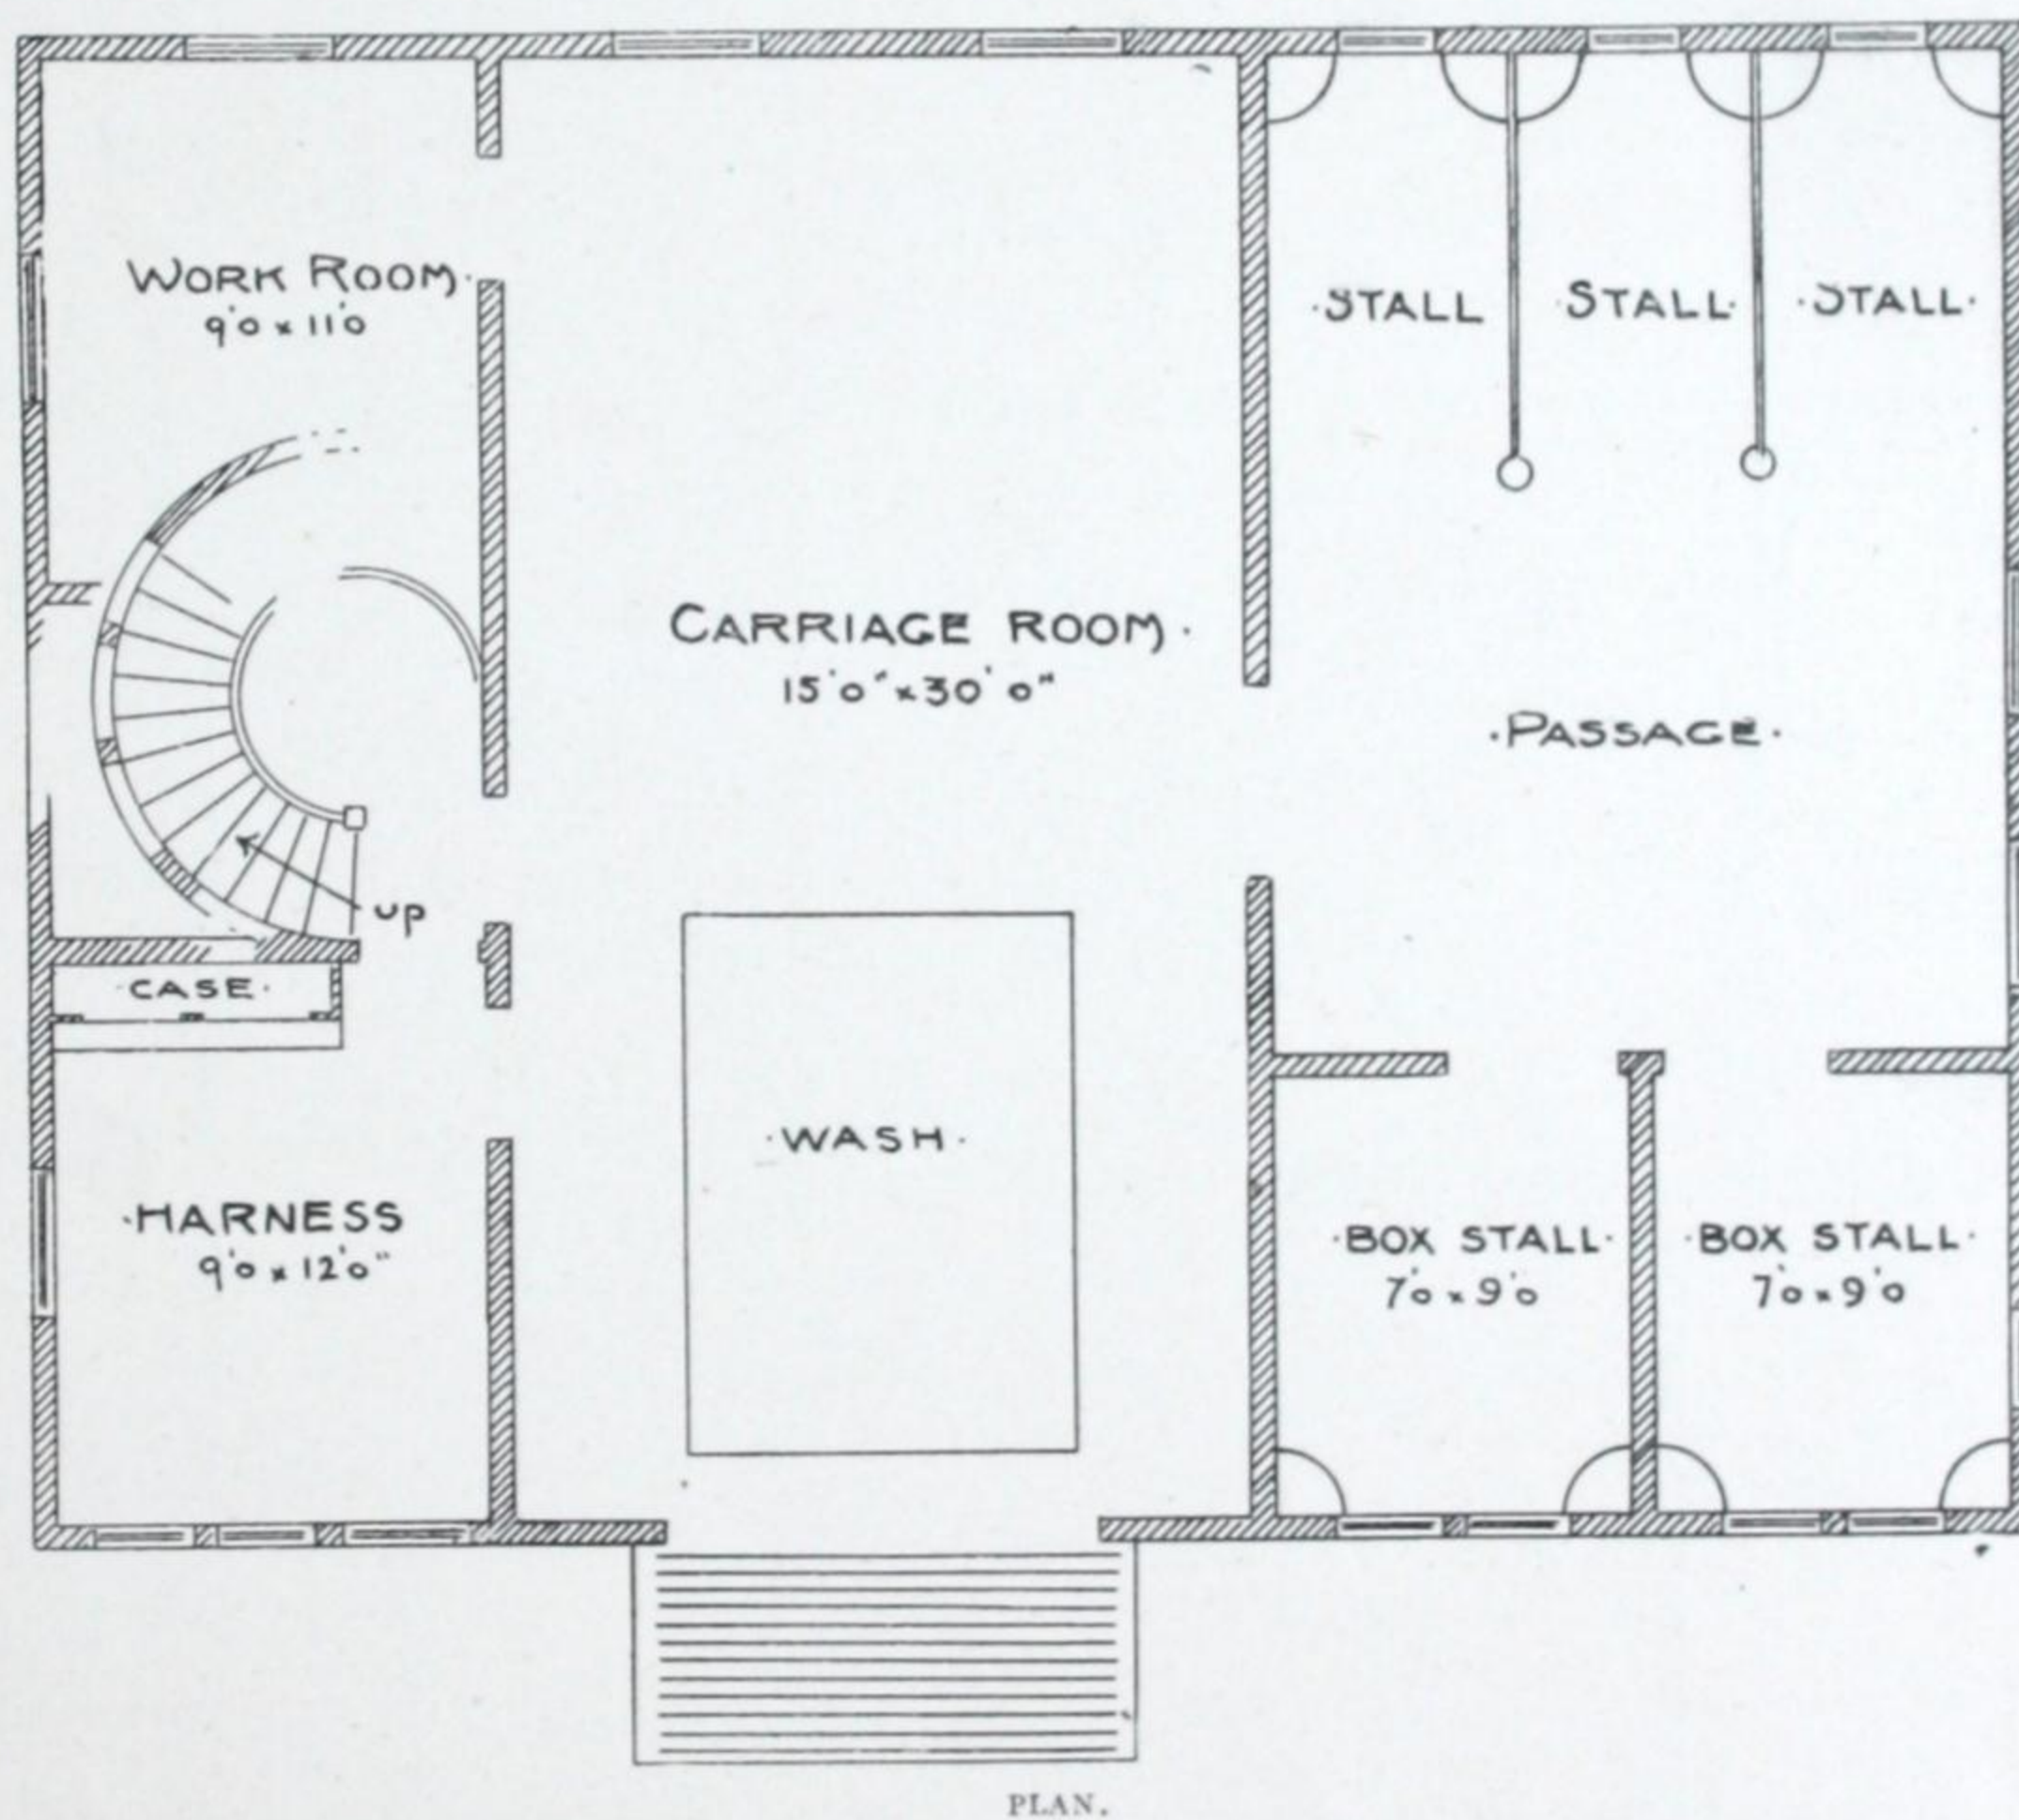 WORK ROOM.
9'0 x 11'0
·STALL
·STALL·
·STALL·
CARRIAGE ROOM·
15'0" x 30'0"
·PASSAGE·
UP
·CASE·
·WASH·
·HARNESS
9'0 x 12'0"
·BOX STALL·
7'0 x 9'0
·BOX STALL·
7'0 x 9'0
PLAN.